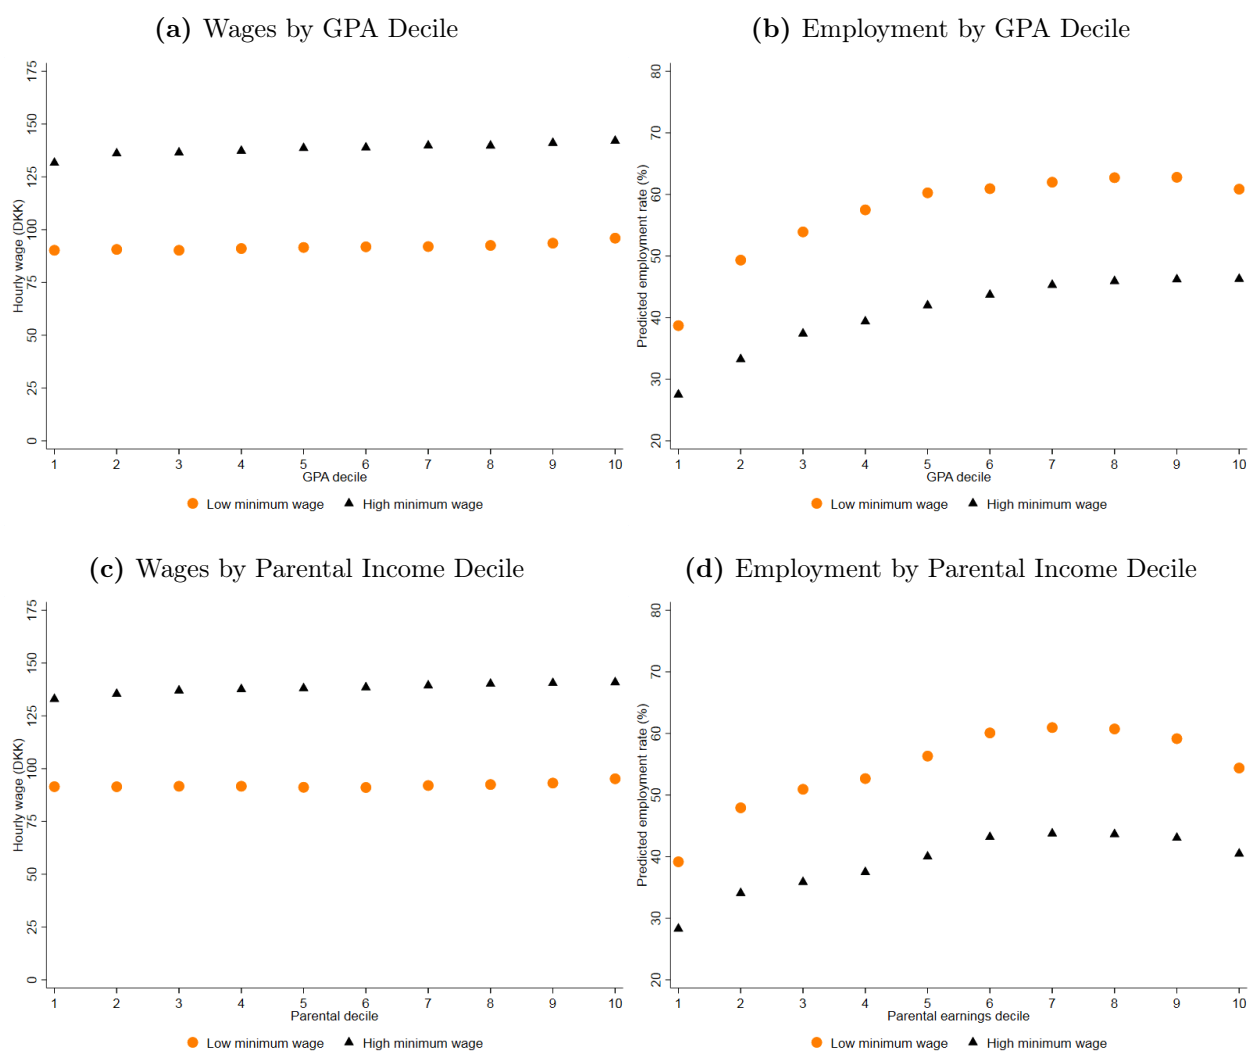 (a) Wages by GPA Decile
Hourly wage (DKK)
175
150
125
100
75
50
25
0
1 2 3 4 5 6 7 8 9 10
GPA decile
Low minimum wage High minimum wage
(b) Employment by GPA Decile
Predicted employment rate (%)
80
70
60
50
40
30
20
1 2 3 4 5 6 7 8 9 10
GPA decile
Low minimum wage High minimum wage
(c) Wages by Parental Income Decile
Hourly wage (DKK)
175
150
125
100
75
50
25
0
1 2 3 4 5 6 7 8 9 10
Parental decile
Low minimum wage High minimum wage
(d) Employment by Parental Income Decile
Predicted employment rate (%)
80
70
60
50
40
30
20
1 2 3 4 5 6 7 8 9 10
Parental earnings decile
Low minimum wage High minimum wage